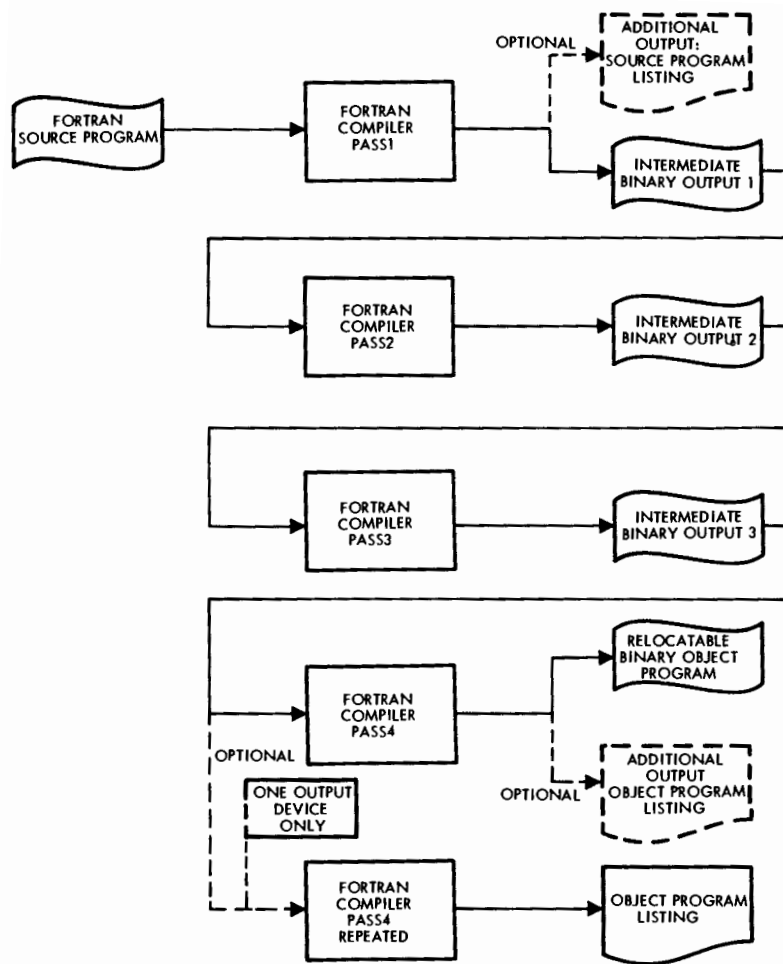 OPTIONAL
ADDITIONAL
OUTPUT:
SOURCE PROGRAM
LISTING
FORTRAN
SOURCE PROGRAM
FORTRAN
COMPILER
PASS1
INTERMEDIATE
BINARY OUTPUT 1
FORTRAN
COMPILER
PASS2
INTERMEDIATE
BINARY OUTPUT 2
FORTRAN
COMPILER
PASS3
INTERMEDIATE
BINARY OUTPUT 3
FORTRAN
COMPILER
PASS4
RELOCATABLE
BINARY OBJECT
PROGRAM
OPTIONAL
OPTIONAL
ADDITIONAL
OUTPUT
OBJECT PROGRAM
LISTING
ONE OUTPUT
DEVICE
ONLY
FORTRAN
COMPILER
PASS4
REPEATED
OBJECT PROGRAM
LISTING